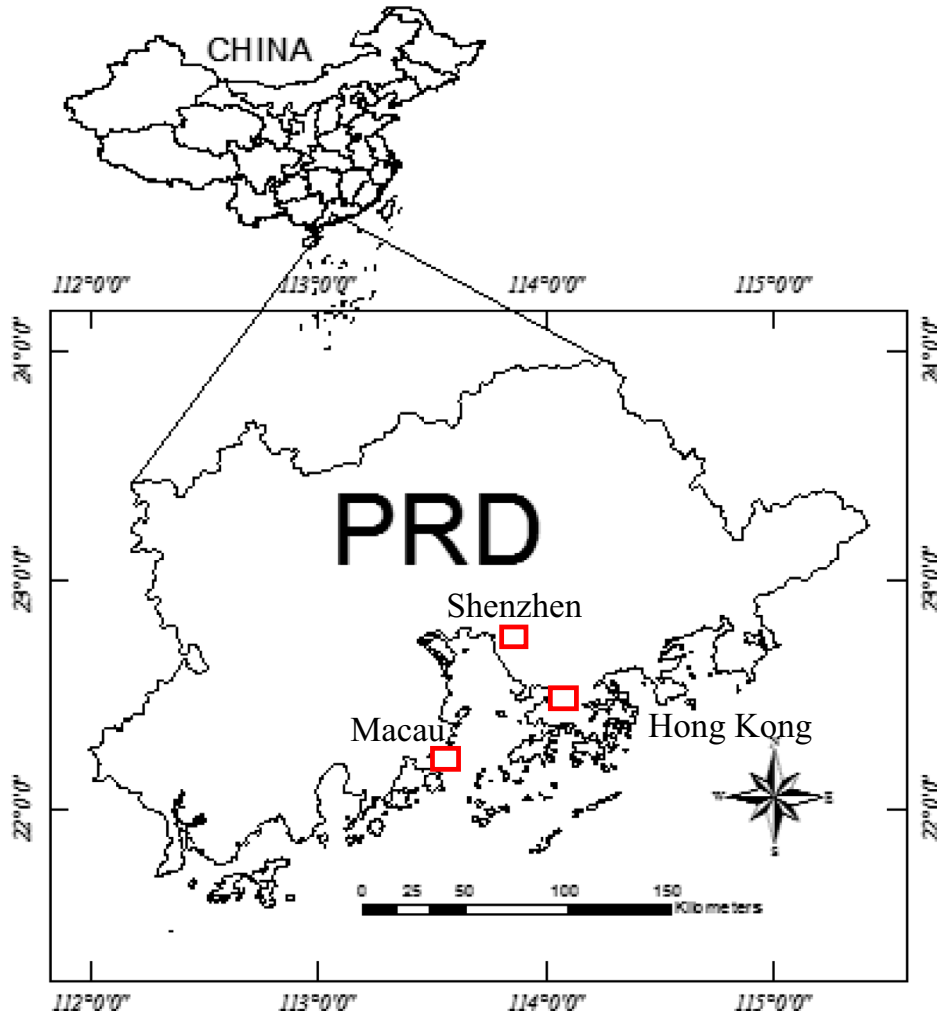 CHINA
112°0'0" 113°0'0" 114°0'0" 115°0'0"
24°0'0" 24°0'0"
PRD
23°0'0" 23°0'0"
Shenzhen
Macau
Hong Kong
N
W E
S
22°0'0" 22°0'0"
0 25 50 100 150
Kilometers
112°0'0" 113°0'0" 114°0'0" 115°0'0"